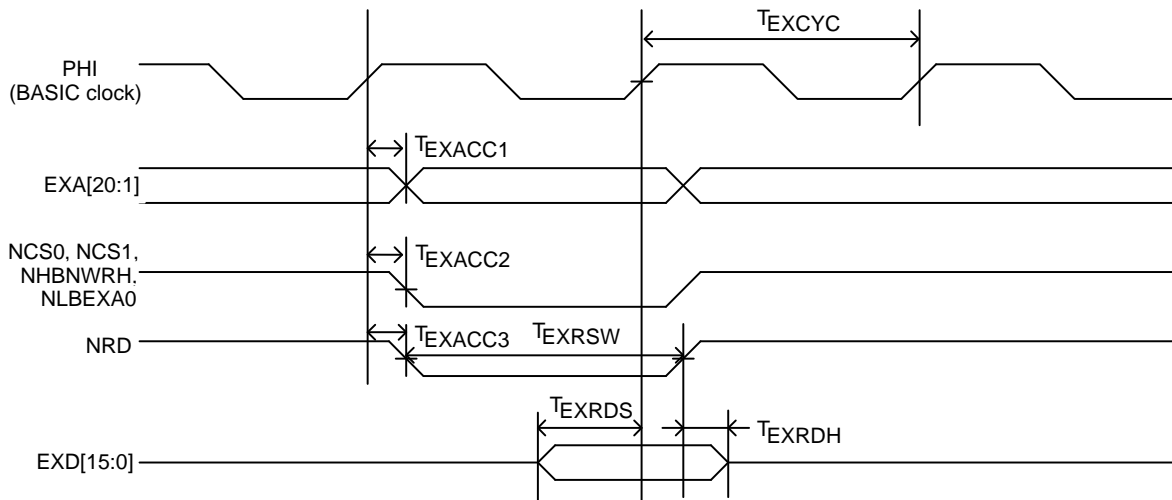 TEXCYC
PHI
(BASIC clock)
TEXACC1
EXA[20:1]
NCS0, NCS1,
NHBNWRH,
NLBEXA0
TEXACC2
NRD
TEXACC3
TEXRSW
TEXRDS
TEXRDH
EXD[15:0]